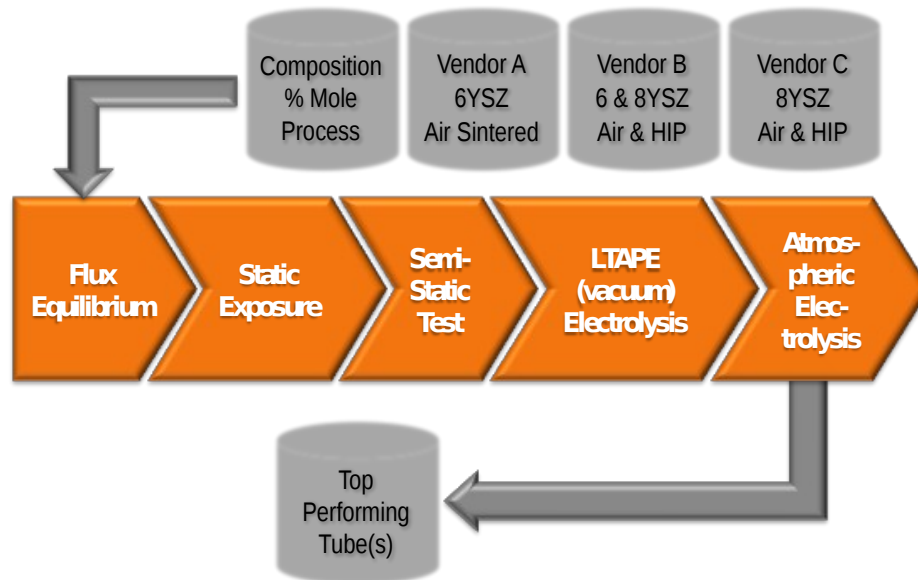 Composition
% Mole
Process
Vendor A
6YSZ
Air Sintered
Vendor B
6 & 8YSZ
Air & HIP
Vendor C
8YSZ
Air & HIP
Flux
Equilibrium
Static
Exposure
Semi-
Static
Test
LTAPE
(vacuum)
Electrolysis
Atmos-
pheric
Elec-
trolysis
Top
Performing
Tube(s)